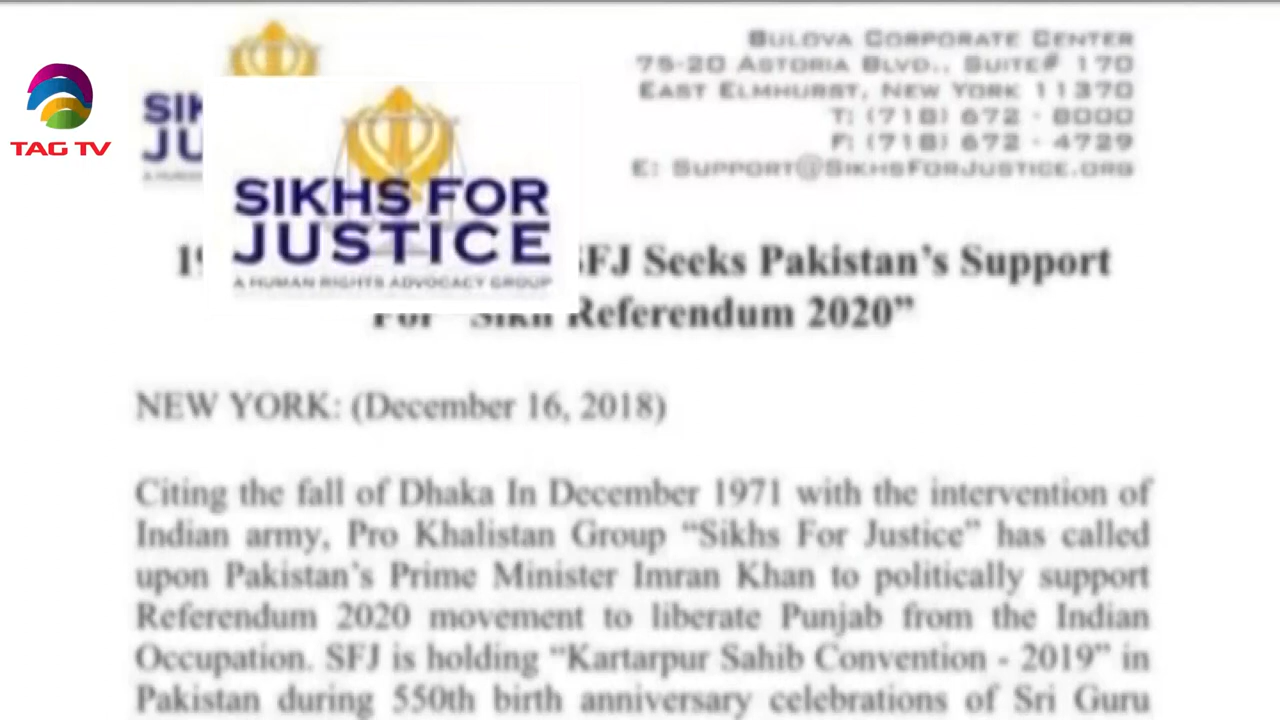 TAG TV
SIK
JU
SIKHS FOR
JUSTICE
A HUMAN RIGHTS ADVOCACY GROUP
BULOVA CORPORATE CENTER
75-20 ASTORIA BLVD., SUITE# 170
EAST ELMHURST, NEW YORK 11370
T: (718) 672 - 8000
F: (718) 672 - 4729
E: SUPPORT@SIKHSFORJUSTICE.ORG
SFJ Seeks Pakistan's Support
For "Sikh Referendum 2020"
NEW YORK: (December 16, 2018)
Citing the fall of Dhaka In December 1971 with the intervention of
Indian army, Pro Khalistan Group "Sikhs For Justice" has called
upon Pakistan's Prime Minister Imran Khan to politically support
Referendum 2020 movement to liberate Punjab from the Indian
Occupation. SFJ is holding "Kartarpur Sahib Convention - 2019" in
Pakistan during 550th birth anniversary celebrations of Sri Guru